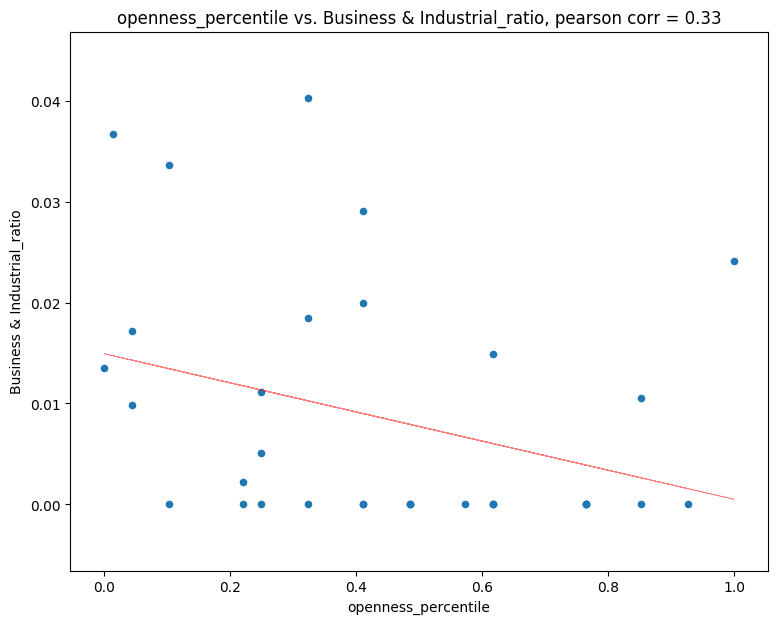 openness_percentile vs. Business & Industrial_ratio, pearson corr = 0.33
Business & Industrial_ratio
0.04
0.03
0.02
0.01
0.00
0.0 0.2 0.4 0.6 0.8 1.0
openness_percentile